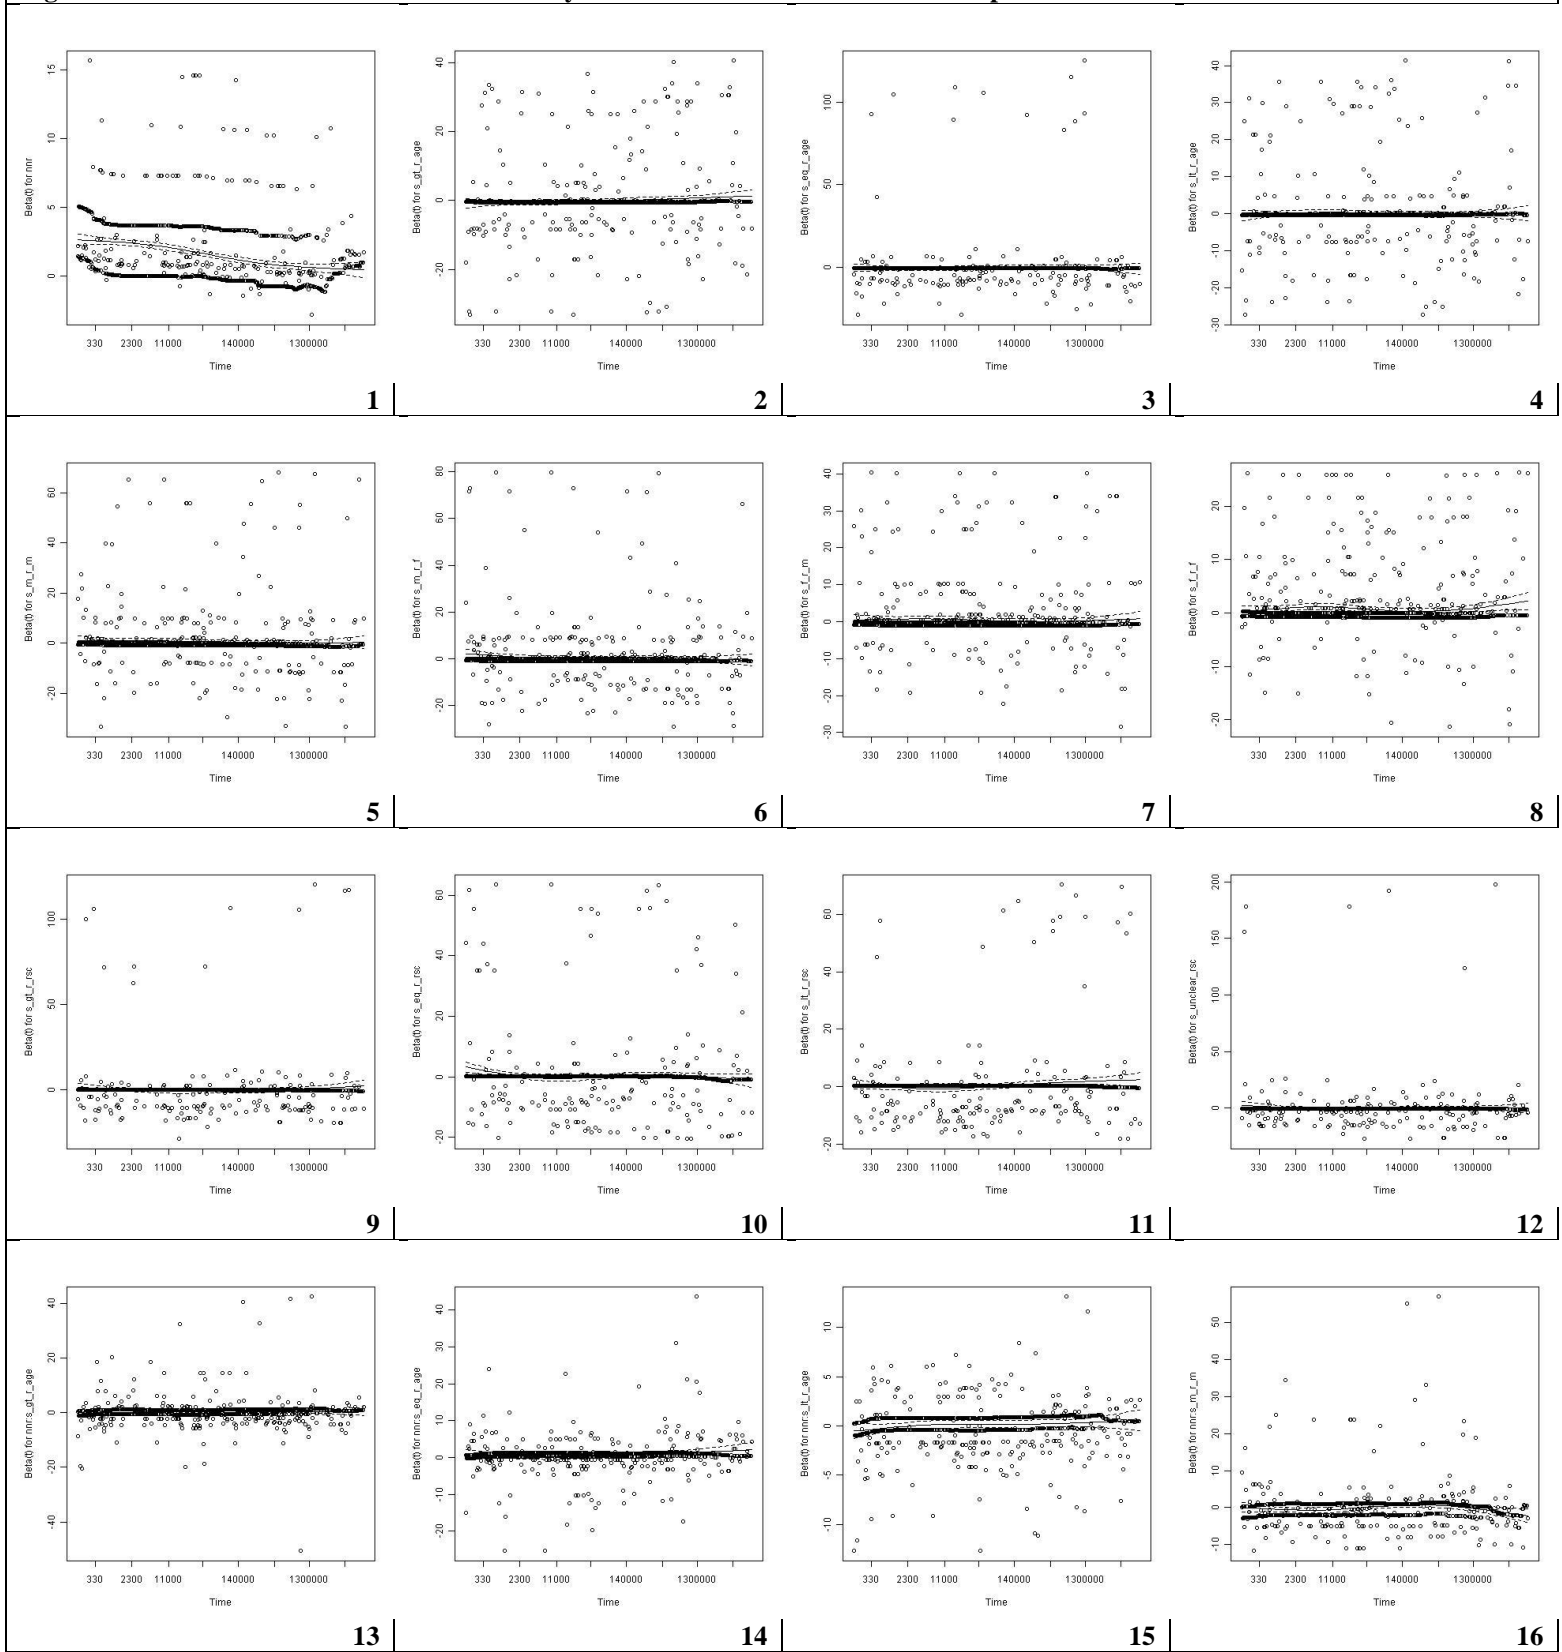 Beta(t) for nnr
15
10
5
0
330 2300 11000 140000 1300000
Time
1
Beta(t) for s_gt_r_age
40
20
0
-20
330 2300 11000 140000 1300000
Time
2
Beta(t) for s_eq_r_age
100
50
0
330 2300 11000 140000 1300000
Time
3
Beta(t) for s_lt_r_age
40
30
20
10
0
-10
-20
-30
330 2300 11000 140000 1300000
Time
4
Beta(t) for s_m_r_m
60
40
20
0
-20
330 2300 11000 140000 1300000
Time
5
Beta(t) for s_m_r_f
80
60
40
20
0
-20
330 2300 11000 140000 1300000
Time
6
Beta(t) for s_f_r_m
40
30
20
10
0
-10
-20
-30
330 2300 11000 140000 1300000
Time
7
Beta(t) for s_f_r_f
20
10
0
-10
-20
330 2300 11000 140000 1300000
Time
8
Beta(t) for s_gt_r_rsc
100
50
0
330 2300 11000 140000 1300000
Time
9
Beta(t) for s_eq_r_rsc
60
40
20
0
-20
330 2300 11000 140000 1300000
Time
10
Beta(t) for s_lt_r_rsc
60
40
20
0
-20
330 2300 11000 140000 1300000
Time
11
Beta(t) for s_unclear_rsc
200
150
100
50
0
330 2300 11000 140000 1300000
Time
12
Beta(t) for nnr:s_gt_r_age
40
20
0
-20
-40
330 2300 11000 140000 1300000
Time
13
Beta(t) for nnr:s_eq_r_age
40
30
20
10
0
-10
-20
330 2300 11000 140000 1300000
Time
14
Beta(t) for nnr:s_lt_r_age
10
5
0
-5
-10
330 2300 11000 140000 1300000
Time
15
Beta(t) for nnr:s_m_r_m
50
40
30
20
10
0
-10
330 2300 11000 140000 1300000
Time
16